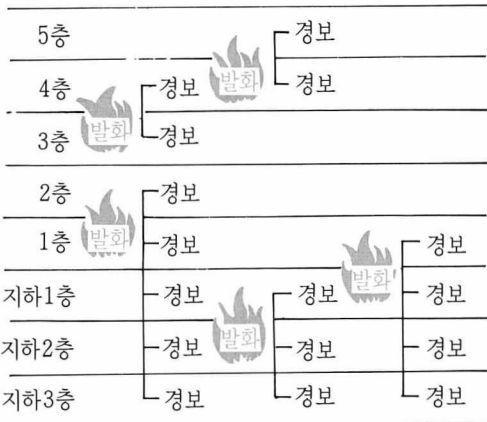 5층 경보
4층 경보 발화 경보
3층 발화 경보
2층 경보
1층 발화 경보 경보
지하1층 경보 경보 발화 경보
지하2층 경보 발화 경보 경보
지하3층 경보 경보 경보